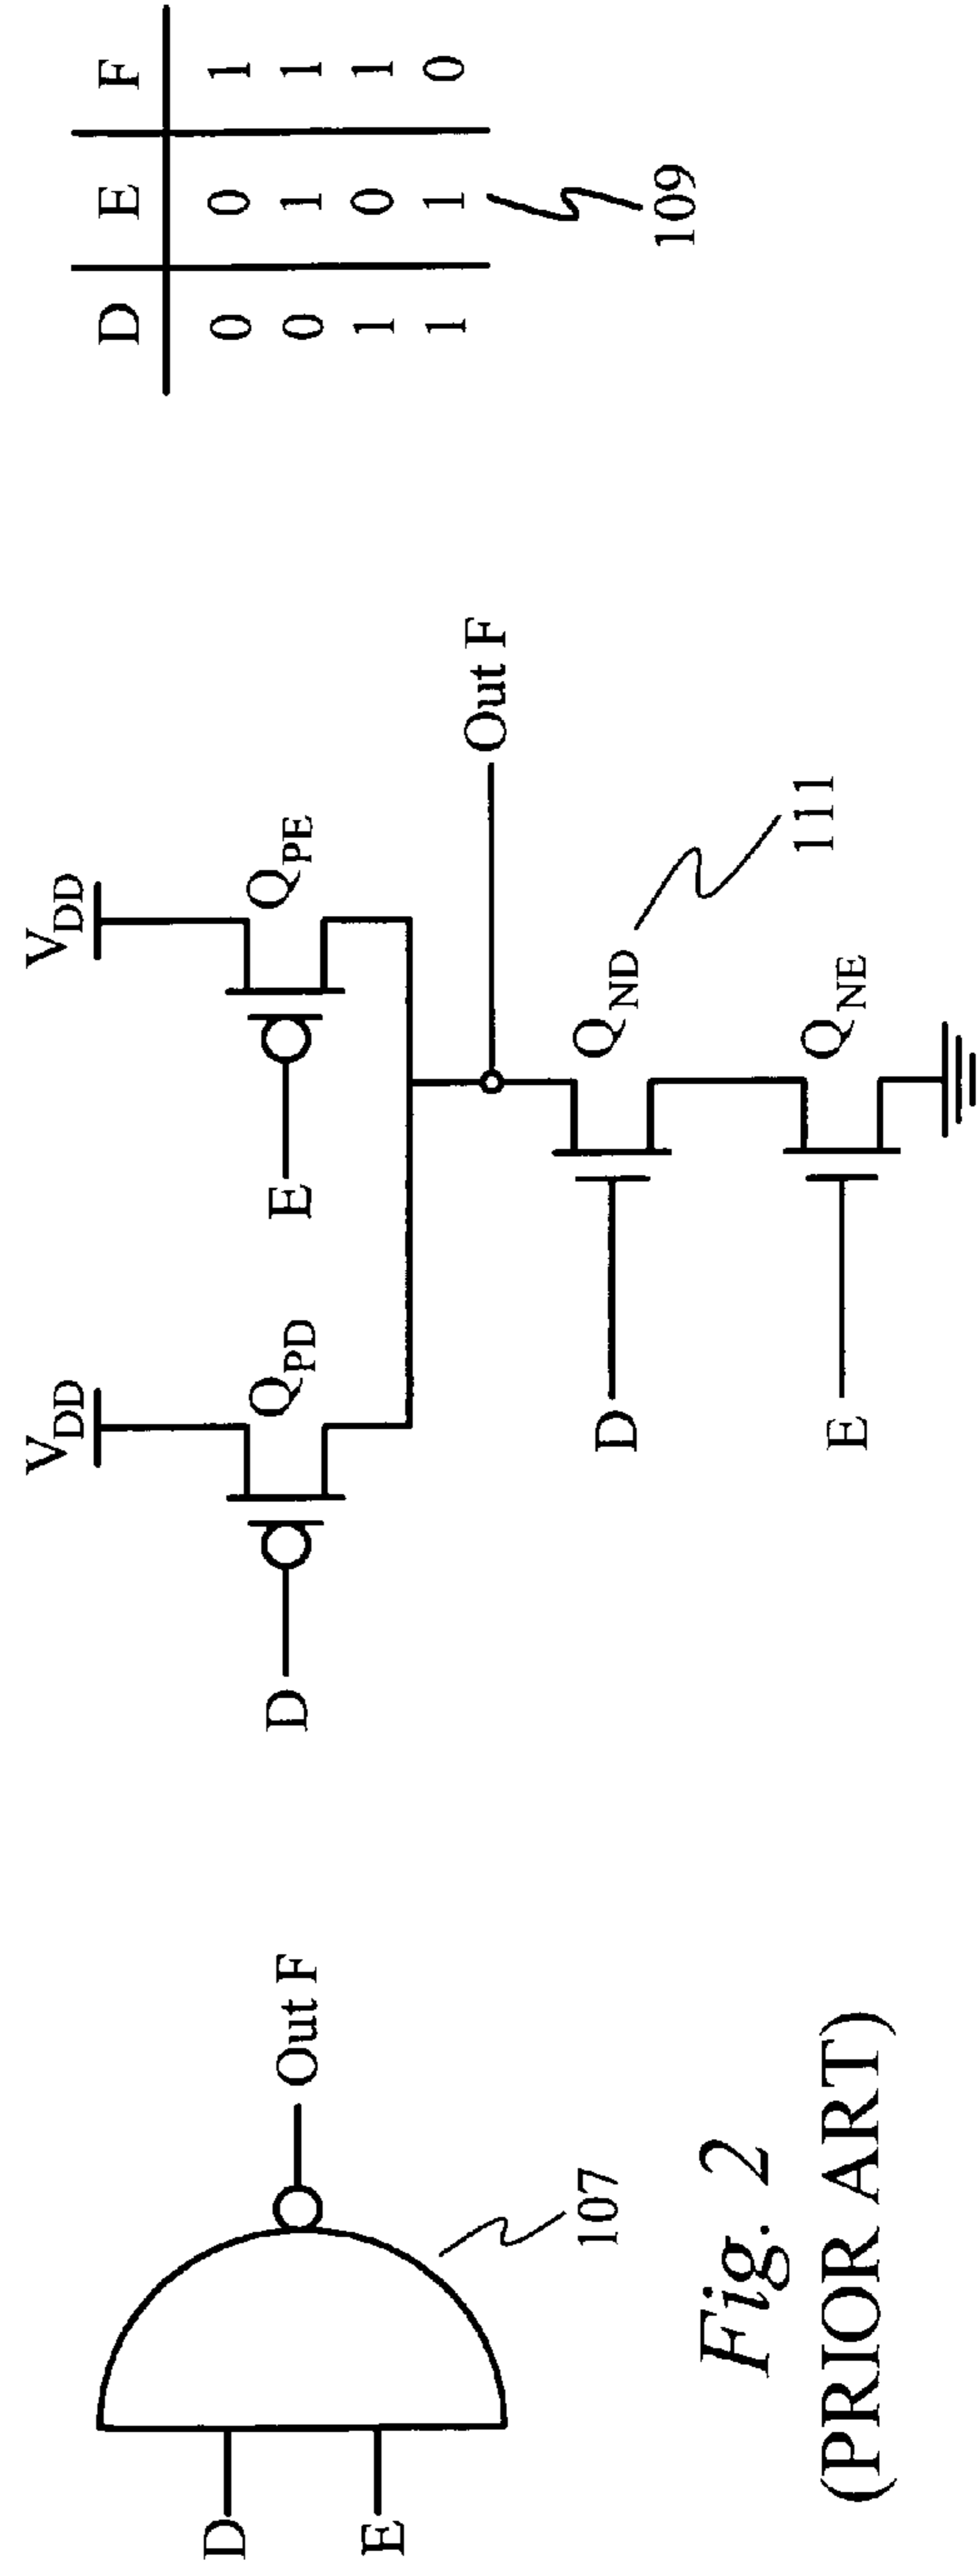 D
E
Out F
107
V_DD
V_DD
D
Q_PD
E
Q_PE
Out F
D
Q_ND
111
E
Q_NE
D E F
0 0 1
0 1 1
1 0 1
1 1 0
109
Fig. 2
(PRIOR ART)